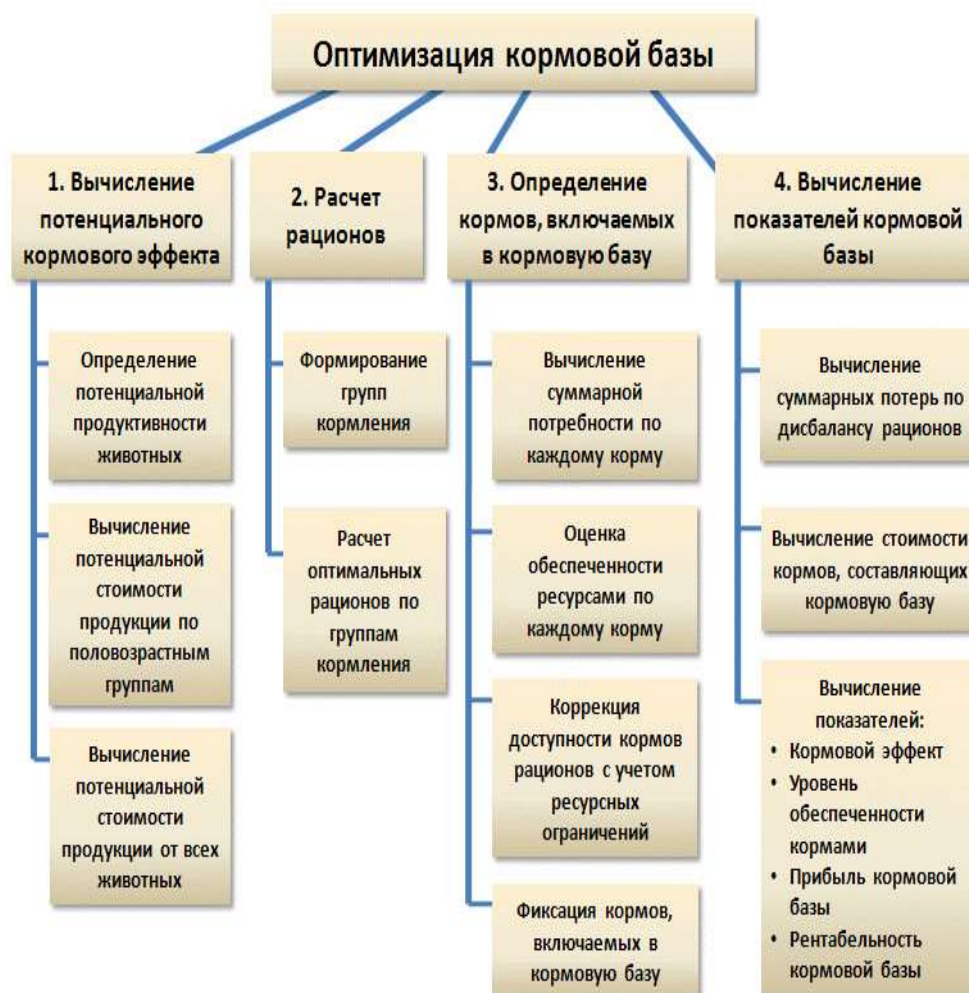 Оптимизация кормовой базы
1. Вычисление
потенциального
кормового эффекта
Определение
потенциальной
продуктивности
животных
Вычисление
потенциальной
стоимости
продукции по
половозрастным
группам
Вычисление
потенциальной
стоимости
продукции от всех
животных
2. Расчет
рационов
Формирование
групп
кормления
Расчет
оптимальных
рационов по
группам
кормления
3. Определение
кормов, включаемых
в кормовую базу
Вычисление
суммарной
потребности по
каждому корму
Оценка
обеспеченности
ресурсами по
каждому корму
Коррекция
доступности кормов
рационов с учетом
ресурсных
ограничений
Фиксация кормов,
включаемых в
кормовую базу
4. Вычисление
показателей кормовой
базы
Вычисление
суммарных потерь по
дисбалансу рационов
Вычисление стоимости
кормов, составляющих
кормовую базу
Вычисление
показателей:
• Кормовой эффект
• Уровень
обеспеченности
кормами
• Прибыль кормовой
базы
• Рентабельность
кормовой базы